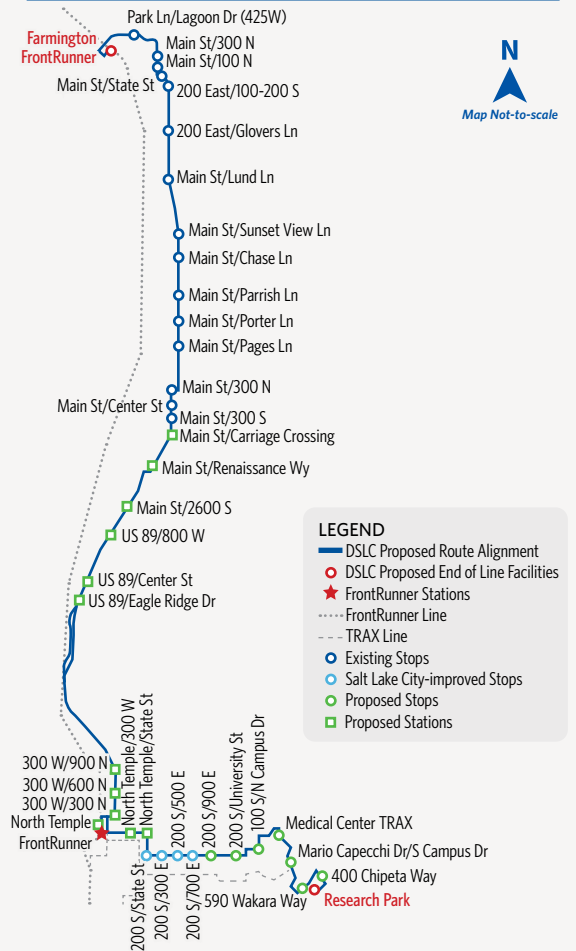 Park Ln/Lagoon Dr (425W)
Farmington
FrontRunner
Main St/300 N
Main St/100 N
Main St/State St
200 East/100-200 S
N
Map Not-to-scale
200 East/Glovers Ln
Main St/Lund Ln
Main St/Sunset View Ln
Main St/Chase Ln
Main St/Parrish Ln
Main St/Porter Ln
Main St/Pages Ln
Main St/300 N
Main St/Center St
Main St/300 S
Main St/Carriage Crossing
Main St/Renaissance Wy
Main St/2600 S
US 89/800 W
US 89/Center St
US 89/Eagle Ridge Dr
LEGEND
DSLC Proposed Route Alignment
DSLC Proposed End of Line Facilities
FrontRunner Stations
FrontRunner Line
TRAX Line
Existing Stops
Salt Lake City-improved Stops
Proposed Stops
Proposed Stations
300 W/900 N
300 W/600 N
300 W/300 N
North Temple
FrontRunner
North Temple/300 W
North Temple/State St
200 S/State St
200 S/300 E
200 S/500 E
200 S/700 E
200 S/900 E
200 S/University St
100 S/N Campus Dr
Medical Center TRAX
Mario Capecchi Dr/S Campus Dr
400 Chipeta Way
590 Wakara Way
Research Park